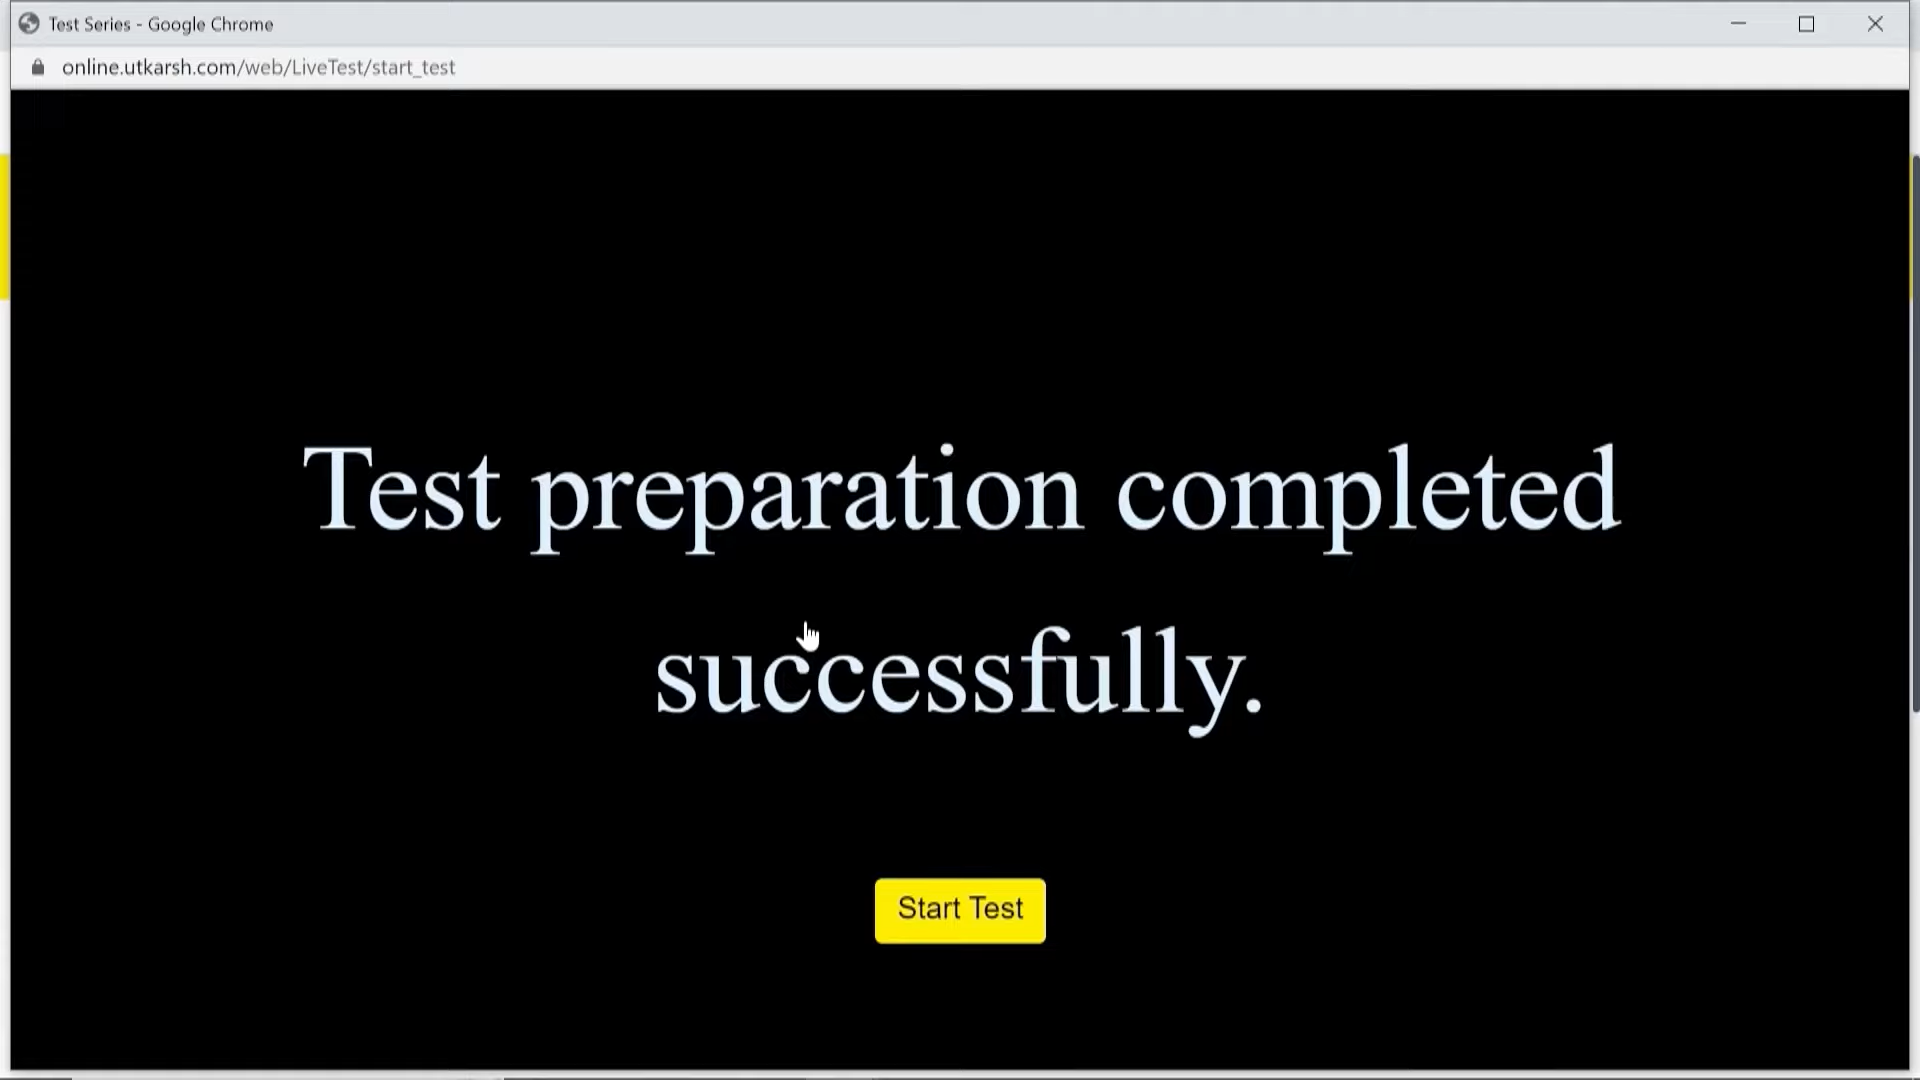 Test Series - Google Chrome
online.utkarsh.com/web/LiveTest/start_test
Test preparation completed
successfully.
Start Test